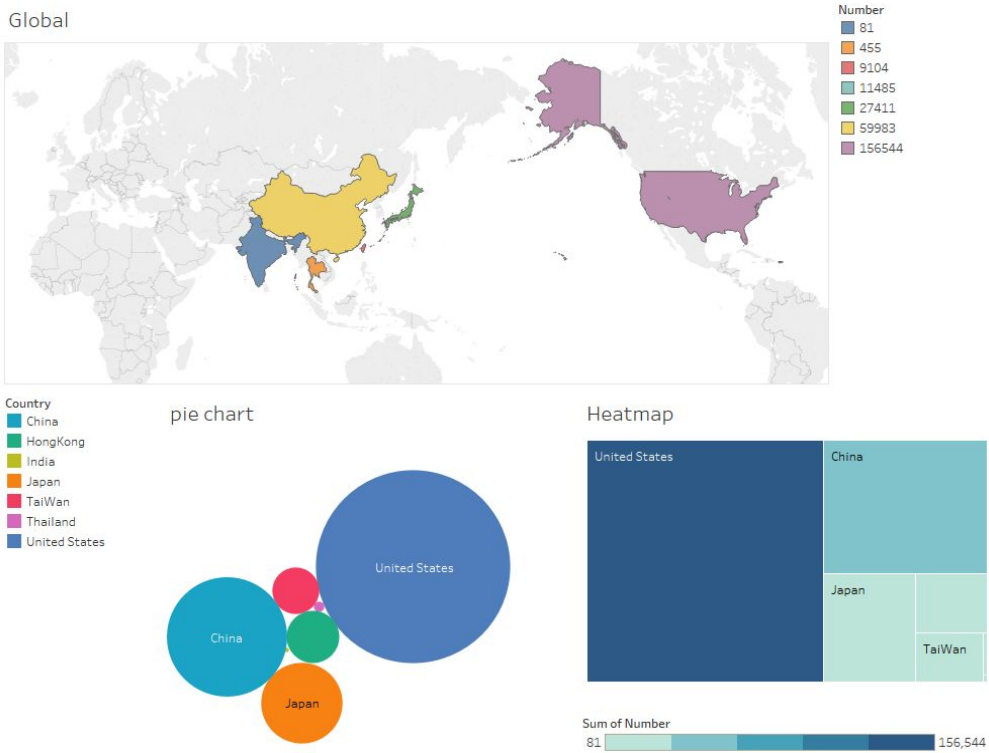 Global
Number
81
455
9104
11485
27411
59983
156544
Country
China
HongKong
India
Japan
TaiWan
Thailand
United States
pie chart
United States
China
Japan
Heatmap
United States
China
Japan
TaiWan
Sum of Number
81
156,544